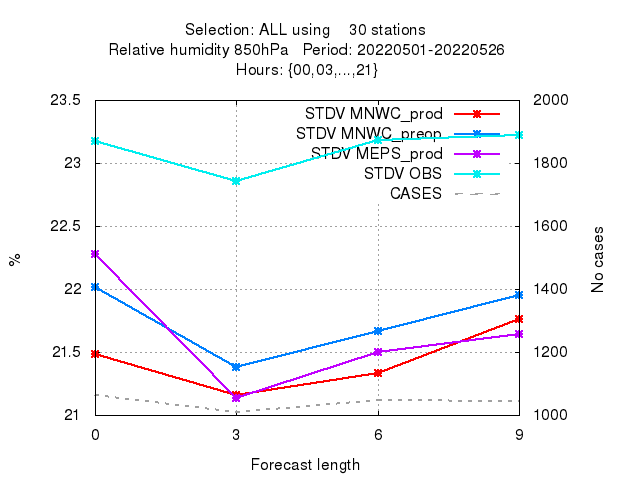 Selection: ALL using 30 stations
Relative humidity 850hPa Period: 20220501-20220526
Hours: {00,03,...,21}
23.5
23
22.5
22
21.5
21
%
STDV MNWC_prod
STDV MNWC_preop
STDV MEPS_prod
STDV OBS
CASES
2000
1800
1600
1400
1200
1000
No cases
0 3 6 9
Forecast length